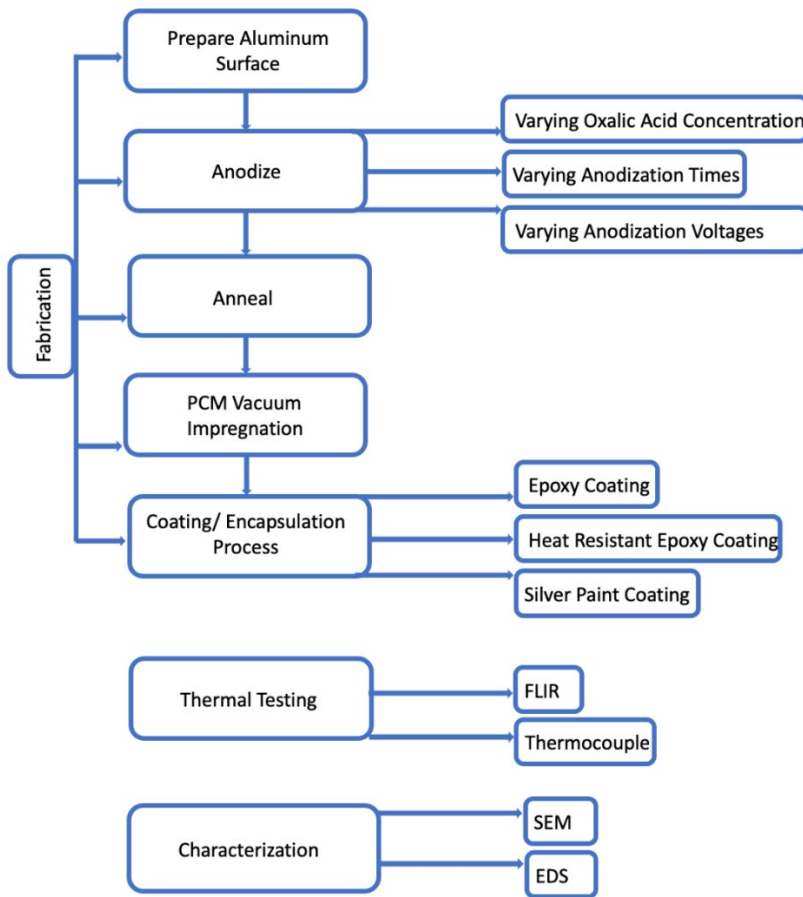 Prepare Aluminum
Surface
Varying Oxalic Acid Concentration
Anodize
Varying Anodization Times
Varying Anodization Voltages
Fabrication
Anneal
PCM Vacuum
Impregnation
Epoxy Coating
Coating/ Encapsulation
Process
Heat Resistant Epoxy Coating
Silver Paint Coating
Thermal Testing
FLIR
Thermocouple
Characterization
SEM
EDS